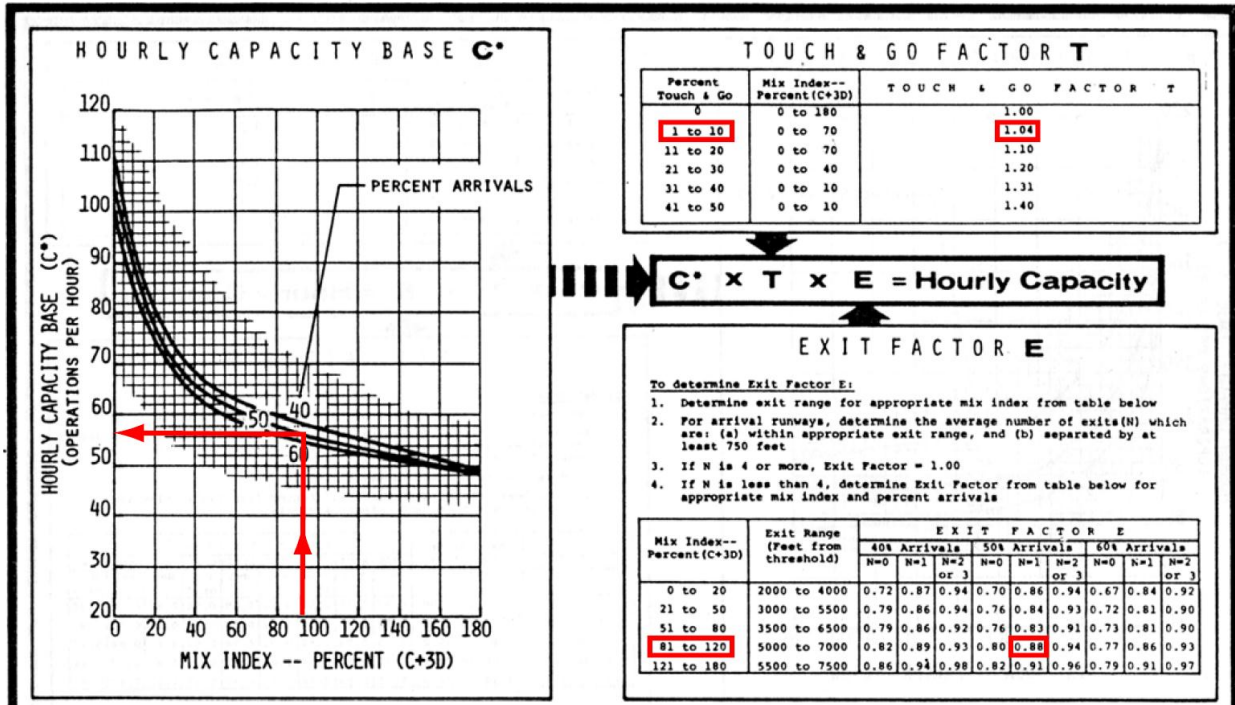 HOURLY CAPACITY BASE C*
120
110
100
90
80
70
60
50
40
30
20
HOURLY CAPACITY BASE (C*)
(OPERATIONS PER HOUR)
PERCENT ARRIVALS
40
50
60
0 20 40 60 80 100 120 140 160 180
MIX INDEX -- PERCENT (C+3D)
TOUCH & GO FACTOR T
Percent Touch & Go Mix Index-- Percent(C+3D) TOUCH & GO FACTOR T
0 0 to 180 1.00
1 to 10 0 to 70 1.04
11 to 20 0 to 70 1.10
21 to 30 0 to 40 1.20
31 to 40 0 to 10 1.31
41 to 50 0 to 10 1.40
C* x T x E = Hourly Capacity
EXIT FACTOR E
To determine Exit Factor E:
1. Determine exit range for appropriate mix index from table below
2. For arrival runways, determine the average number of exits(N) which
are: (a) within appropriate exit range, and (b) separated by at
least 750 feet
3. If N is 4 or more, Exit Factor = 1.00
4. If N is less than 4, determine Exit Factor from table below for
appropriate mix index and percent arrivals
Mix Index-- Percent(C+3D) Exit Range (Feet from threshold) EXIT FACTOR E
40% Arrivals 50% Arrivals 60% Arrivals
N=0 N=1 N=2 or 3 N=0 N=1 N=2 or 3 N=0 N=1 N=2 or 3
0 to 20 2000 to 4000 0.72 0.87 0.94 0.70 0.86 0.94 0.67 0.84 0.92
21 to 50 3000 to 5500 0.79 0.86 0.94 0.76 0.84 0.93 0.72 0.81 0.90
51 to 80 3500 to 6500 0.79 0.86 0.92 0.76 0.83 0.91 0.73 0.81 0.90
81 to 120 5000 to 7000 0.82 0.89 0.93 0.80 0.88 0.94 0.77 0.86 0.93
121 to 180 5500 to 7500 0.86 0.94 0.98 0.82 0.91 0.96 0.79 0.91 0.97